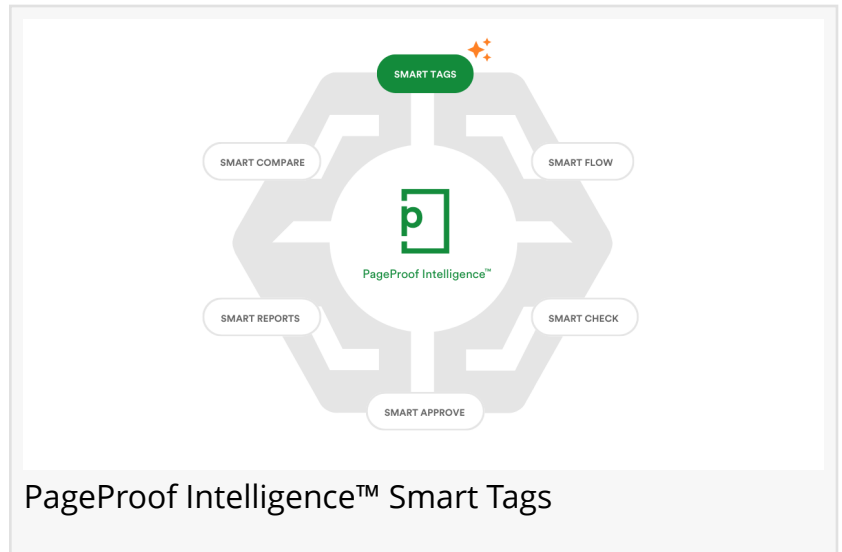 SMART TAGS
SMART COMPARE
SMART FLOW
p
PageProof Intelligence™
SMART REPORTS
SMART CHECK
SMART APPROVE
PageProof Intelligence™ Smart Tags